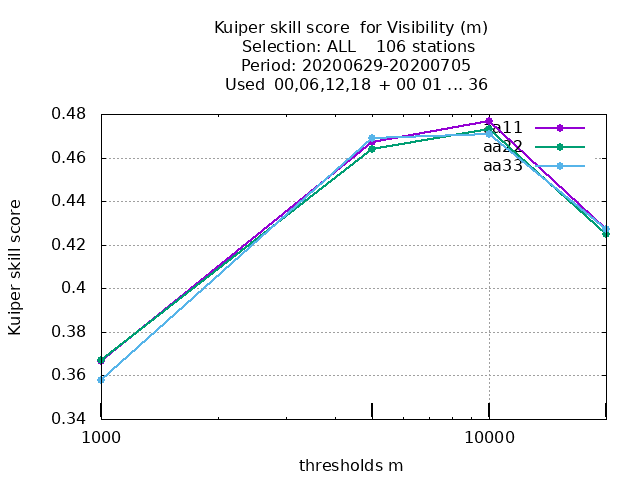 Kuiper skill score for Visibility (m)
Selection: ALL 106 stations
Period: 20200629-20200705
Used 00,06,12,18 + 00 01 ... 36
0.48
0.46
0.44
0.42
0.4
0.38
0.36
0.34
Kuiper skill score
aa11
aa22
aa33
1000
10000
thresholds m